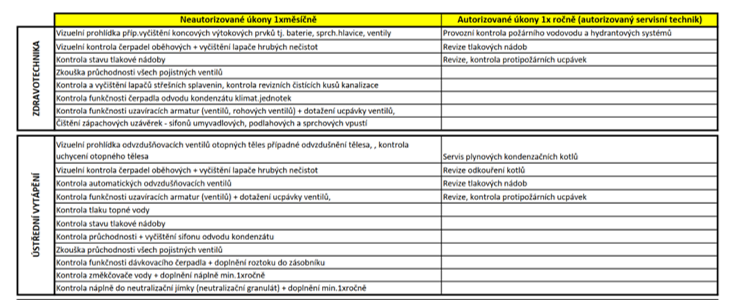 Neautorizované úkony 1xměsíčně
Autorizované úkony 1x ročně (autorizovaný servisní technik)
ZDRAVOTECHNIKA
Vizuelní prohlídka příp.vyčištění koncových výtokových prvků tj. baterie, sprch.hlavice, ventily
Provozní kontrola požárního vodovodu a hydrantových systémů
Vizuelní kontrola čerpadel oběhových + vyčištění lapače hrubých nečistot
Revize tlakových nádob
Kontrola stavu tlakové nádoby
Revize, kontrola protipožárních ucpávek
Zkouška průchodnosti všech pojistných ventilů
Kontrola a vyčištění lapačů střešních splavenin, kontrola revizních čistících kusů kanalizace
Kontrola funkčnosti čerpadla odvodu kondenzátu klimat.jednotek
Kontrola funkčnosti uzavíracích armatur (ventilů, rohových ventilů) + dotažení ucpávky ventilů,
Čištění zápachových uzávěrek - sifonů umyvadlových, podlahových a sprchových vpustí
ÚSTŘEDNÍ VYTÁPĚNÍ
Vizuelní prohlídka odvzdušňovacích ventilů otopných těles případné odvzdušnění tělesa, , kontrola
uchycení otopného tělesa
Servis plynových kondenzačních kotlů
Vizuelní kontrola čerpadel oběhových + vyčištění lapače hrubých nečistot
Revize odkouření kotlů
Kontrola automatických odvzdušňovacích ventilů
Revize tlakových nádob
Kontrola funkčnosti uzavíracích armatur (ventilů) + dotažení ucpávky ventilů,
Revize, kontrola protipožárních ucpávek
Kontrola tlaku topné vody
Kontrola stavu tlakové nádoby
Kontrola průchodnosti + vyčištění sifonu odvodu kondenzátu
Zkouška průchodnosti všech pojistných ventilů
Kontrola funkčnosti dávkovacího čerpadla + doplnění roztoku do zásobníku
Kontrola změkčovače vody + doplnění náplně min.1xročně
Kontrola náplně do neutralizační jímky (neutralizační granulát) + doplnění min.1xročně